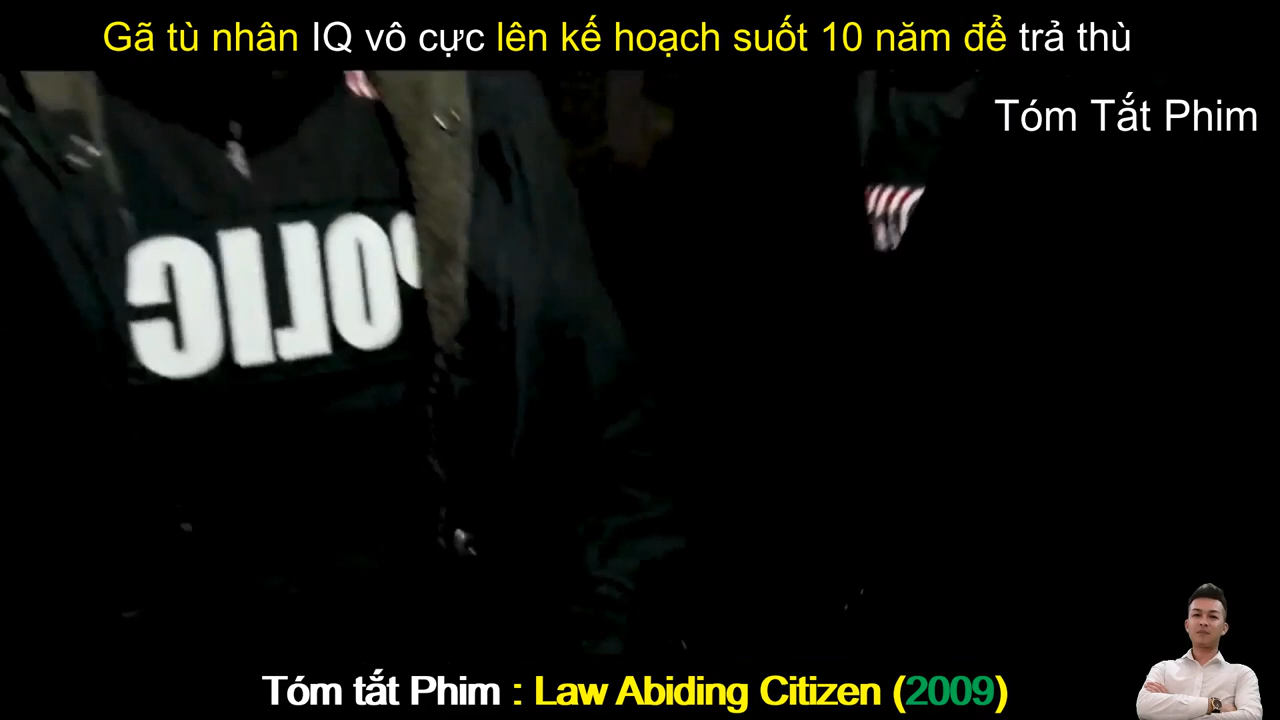 Gã tù nhân IQ vô cực lên kế hoạch suốt 10 năm để trả thù
Tóm Tắt Phim
POLIC
Tóm tắt Phim : Law Abiding Citizen (2009)